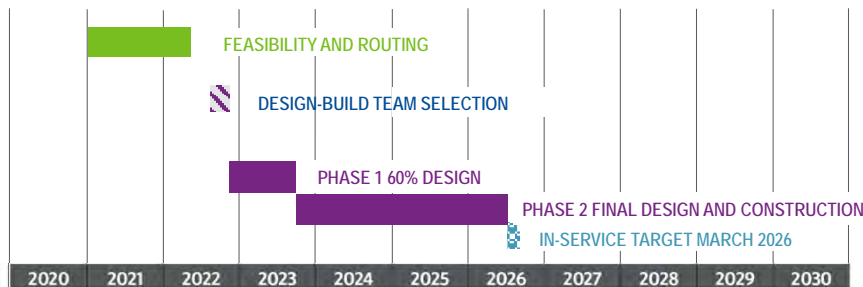 FEASIBILITY AND ROUTING
DESIGN-BUILD TEAM SELECTION
PHASE 1 60% DESIGN
PHASE 2 FINAL DESIGN AND CONSTRUCTION
IN-SERVICE TARGET MARCH 2026
2020 2021 2022 2023 2024 2025 2026 2027 2028 2029 2030